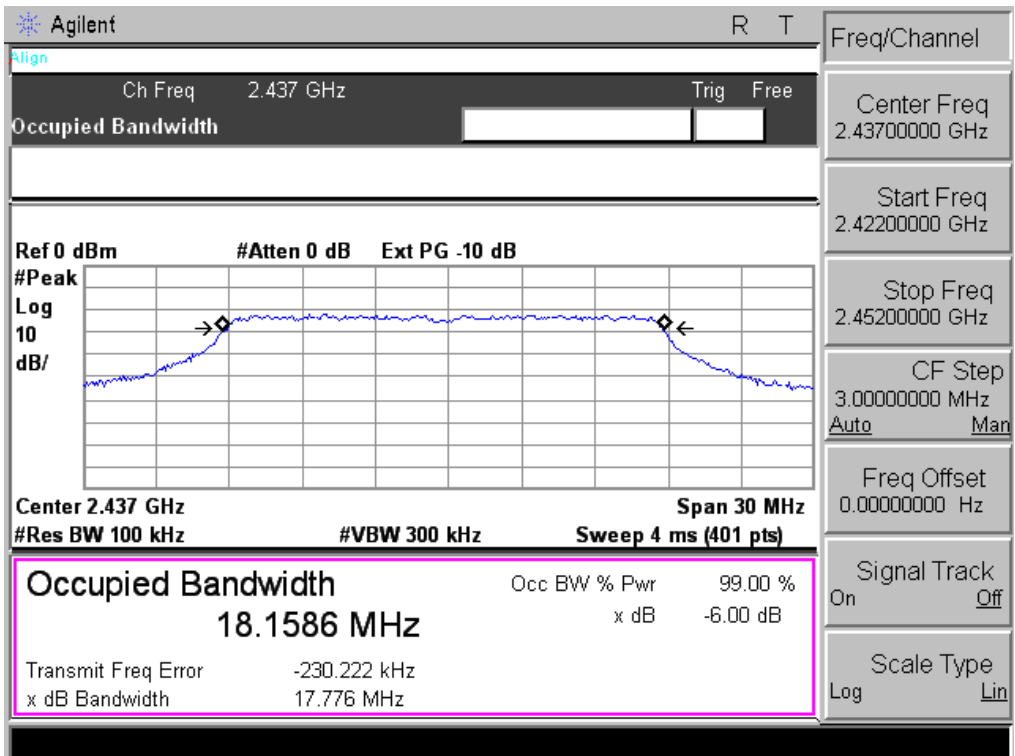 Agilent R T
Align
Ch Freq 2.437 GHz Trig Free
Occupied Bandwidth
Ref 0 dBm #Atten 0 dB Ext PG -10 dB
#Peak
Log
10
dB/
Center 2.437 GHz Span 30 MHz
#Res BW 100 kHz #VBW 300 kHz Sweep 4 ms (401 pts)
Occupied Bandwidth
18.1586 MHz
Occ BW % Pwr 99.00 %
x dB -6.00 dB
Transmit Freq Error -230.222 kHz
x dB Bandwidth 17.776 MHz
Freq/Channel
Center Freq
2.43700000 GHz
Start Freq
2.42200000 GHz
Stop Freq
2.45200000 GHz
CF Step
3.00000000 MHz
Auto Man
Freq Offset
0.00000000 Hz
Signal Track
On Off
Scale Type
Log Lin